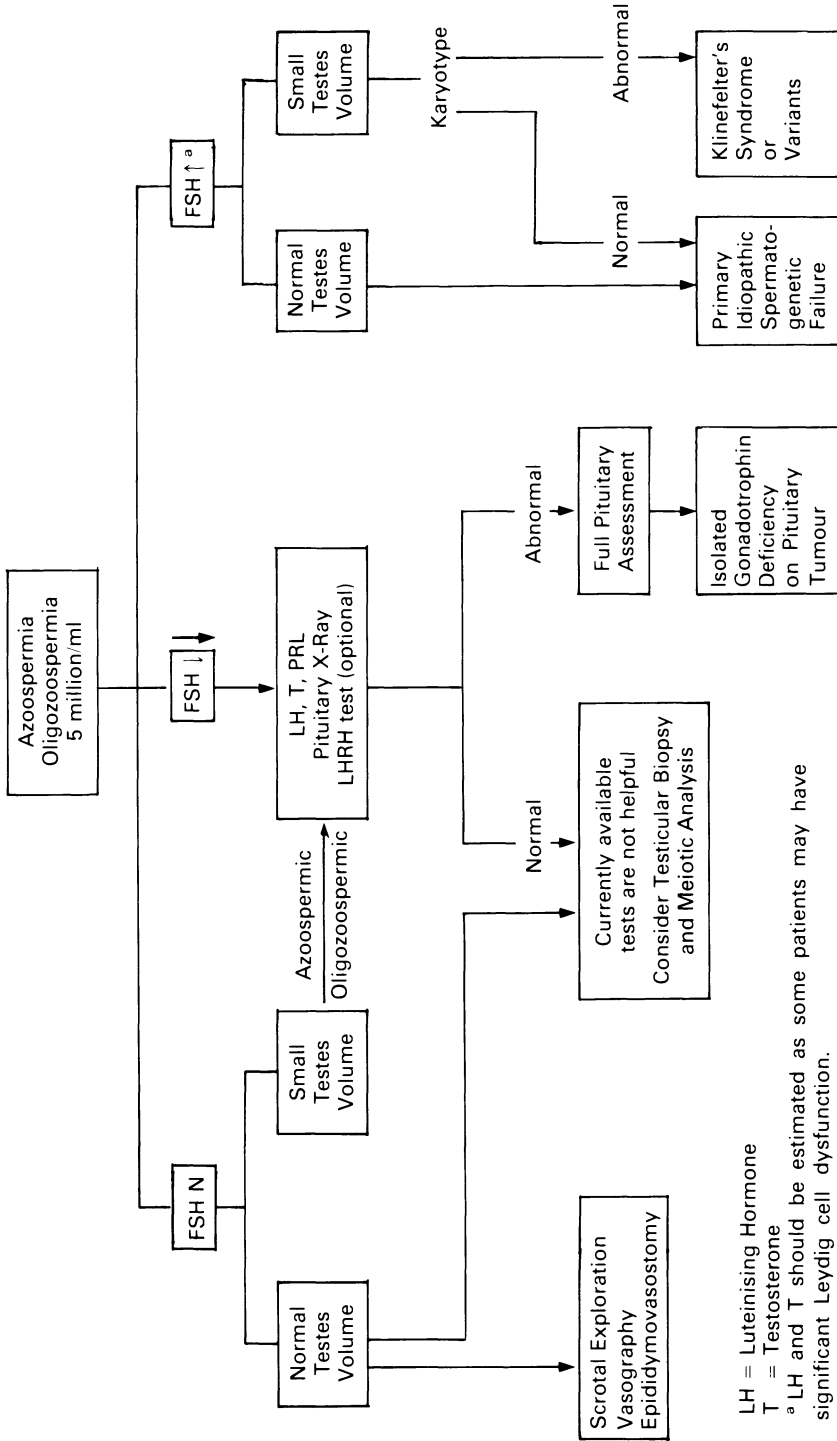 Azoospermia
Oligozoospermia
5 million/ml
FSH N
FSH ↓
FSH ↑ a
Normal
Testes
Volume
Small
Testes
Volume
Azoospermic
Oligozoospermic
LH, T, PRL
Pituitary X-Ray
LHRH test (optional)
Normal
Testes
Volume
Small
Testes
Volume
Karyotype
Normal
Abnormal
Normal
Abnormal
Scrotal Exploration
Vasography
Epididymovasostomy
Currently available
tests are not helpful
Consider Testicular Biopsy
and Meiotic Analysis
Full Pituitary
Assessment
Isolated
Gonadotrophin
Deficiency
on Pituitary
Tumour
Primary
Idiopathic
Spermato-
genetic
Failure
Klinefelter's
Syndrome
or
Variants
LH = Luteinising Hormone
T = Testosterone
a LH and T should be estimated as some patients may have
significant Leydig cell dysfunction.